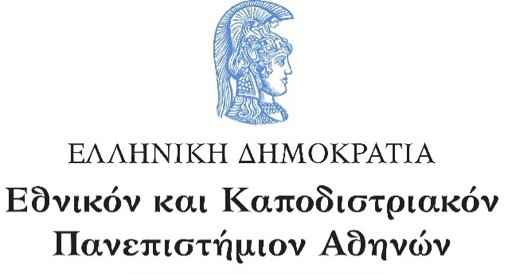 ΕΛΛΗΝΙΚΗ ΔΗΜΟΚΡΑΤΙΑ
Εθνικόν και Καποδιστριακόν
Πανεπιστήμιον Αθηνών